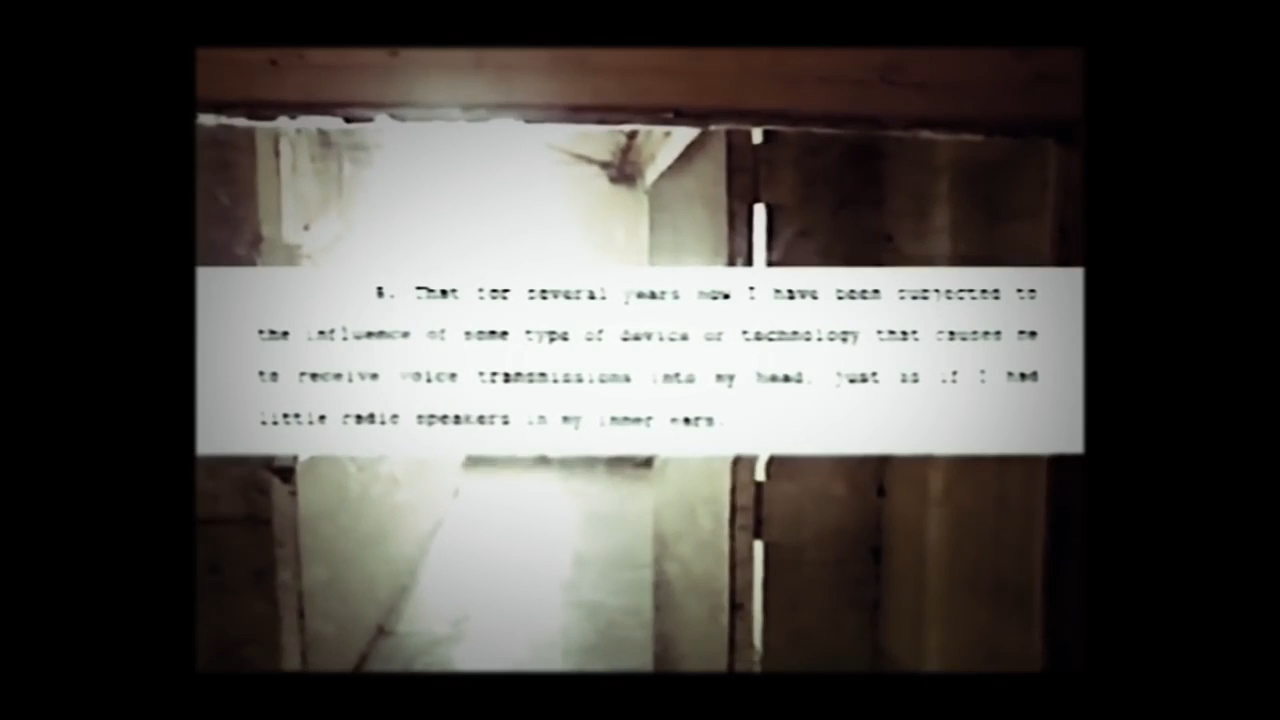 That for several years now I have been subjected to
the influence of some type of device or technology that causes me
to receive voice transmissions into my head, just as if I had
little radio speakers in my inner ears.